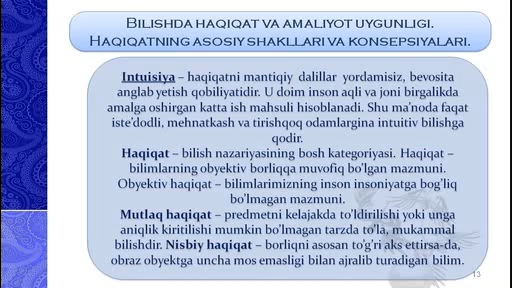 BILISHDA HAQIQAT VA AMALIYOT UYGUNLIGI.
HAQIQATNING ASOSIY SHAKLLARI VA KONSEPSIYALARI.
Intuisiya – haqiqatni mantiqiy dalillar yordamisiz, bevosita
anglab yetish qobiliyatidir. U doim inson aqli va joni birgalikda
amalga oshirgan katta ish mahsuli hisoblanadi. Shu ma’noda faqat
iste’dodli, mehnatkash va tirishqoq odamlargina intuitiv bilishga
qodir.
Haqiqat – bilish nazariyasining bosh kategoriyasi. Haqiqat –
bilimlarning obyektiv borliqqa muvofiq bo’lgan mazmuni.
Obyektiv haqiqat – bilimlarimizning inson insoniyatga bog’liq
bo’lmagan mazmuni.
Mutlaq haqiqat – predmetni kelajakda to’ldirilishi yoki unga
aniqlik kiritilishi mumkin bo’lmagan tarzda to’la, mukammal
bilishdir. Nisbiy haqiqat – borliqni asosan to’g’ri aks ettirsa-da,
obraz obyektga uncha mos emasligi bilan ajralib turadigan bilim.
13